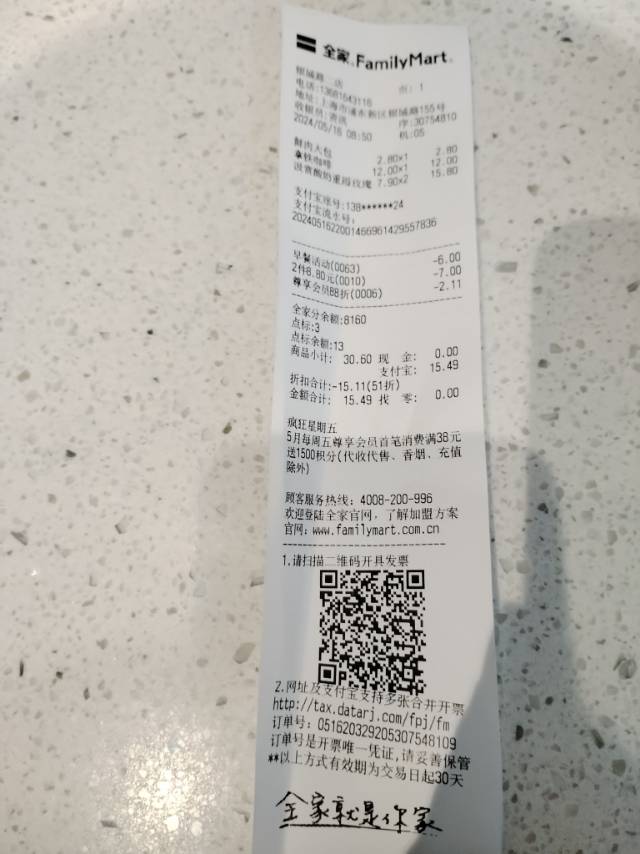 全家 FamilyMart
银城路二店 店: 1
电话:13681643116
地址:上海市浦东新区银城路155号
收银员: 序:30754810
2024/05/16 08:50 机:05
鲜肉大包 2.80×1 2.80
拿铁咖啡 12.00×1 12.00
淇赏酸奶重瓣玫瑰 7.90×2 15.80
支付宝账号:138******24
支付宝流水号:
2024051622001466961429557836
早餐活动(0063) -6.00
2件8.80元(0010) -7.00
尊享会员88折(0006) -2.11
全家分余额:8160
点标:3
点标余额:13
商品小计: 30.60 现 金: 0.00
支付宝: 15.49
折扣合计:-15.11(51折)
金额合计: 15.49 找 零: 0.00
疯狂星期五
5月每周五尊享会员首笔消费满38元
送1500积分(代收代售、香烟、充值
除外)
顾客服务热线: 4008-200-996
欢迎登陆全家官网,了解加盟方案
官网:www.familymart.com.cn
1.请扫描二维码开具发票
2.网址及支付宝支持多张合并开票
http://tax.datarj.com/fpj/fm
订单号: 051620329205307548109
订单号是开票唯一凭证,请妥善保管
**以上方式有效期为交易日起30天
全家就是你家